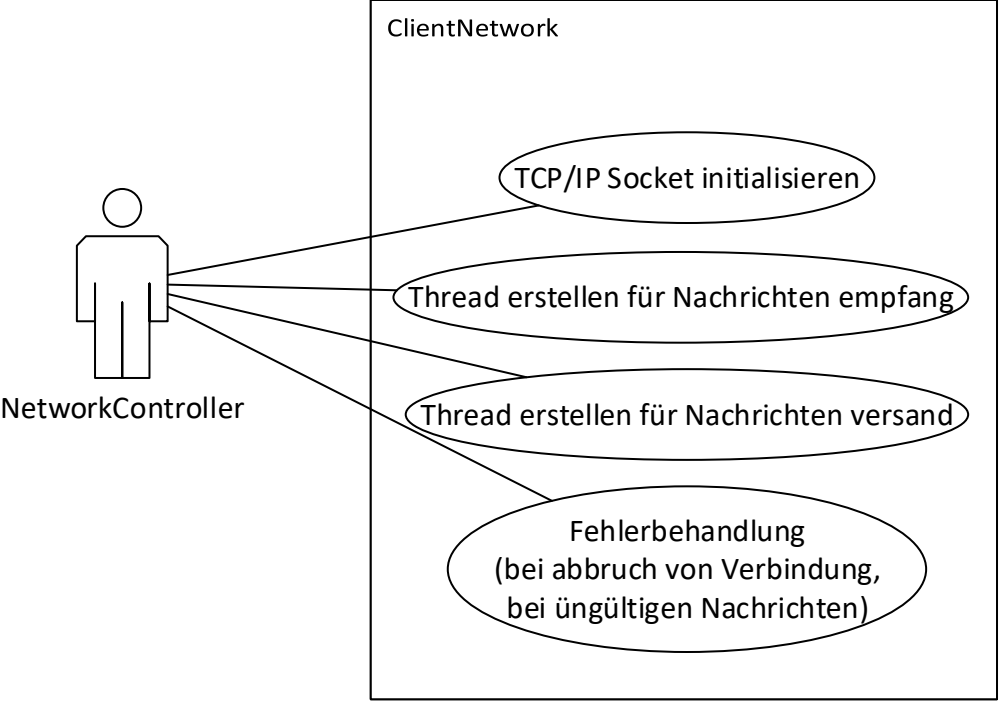 ClientNetwork
TCP/IP Socket initialisieren
Thread erstellen für Nachrichten empfang
NetworkController
Thread erstellen für Nachrichten versand
Fehlerbehandlung
(bei abbruch von Verbindung,
bei üngültigen Nachrichten)